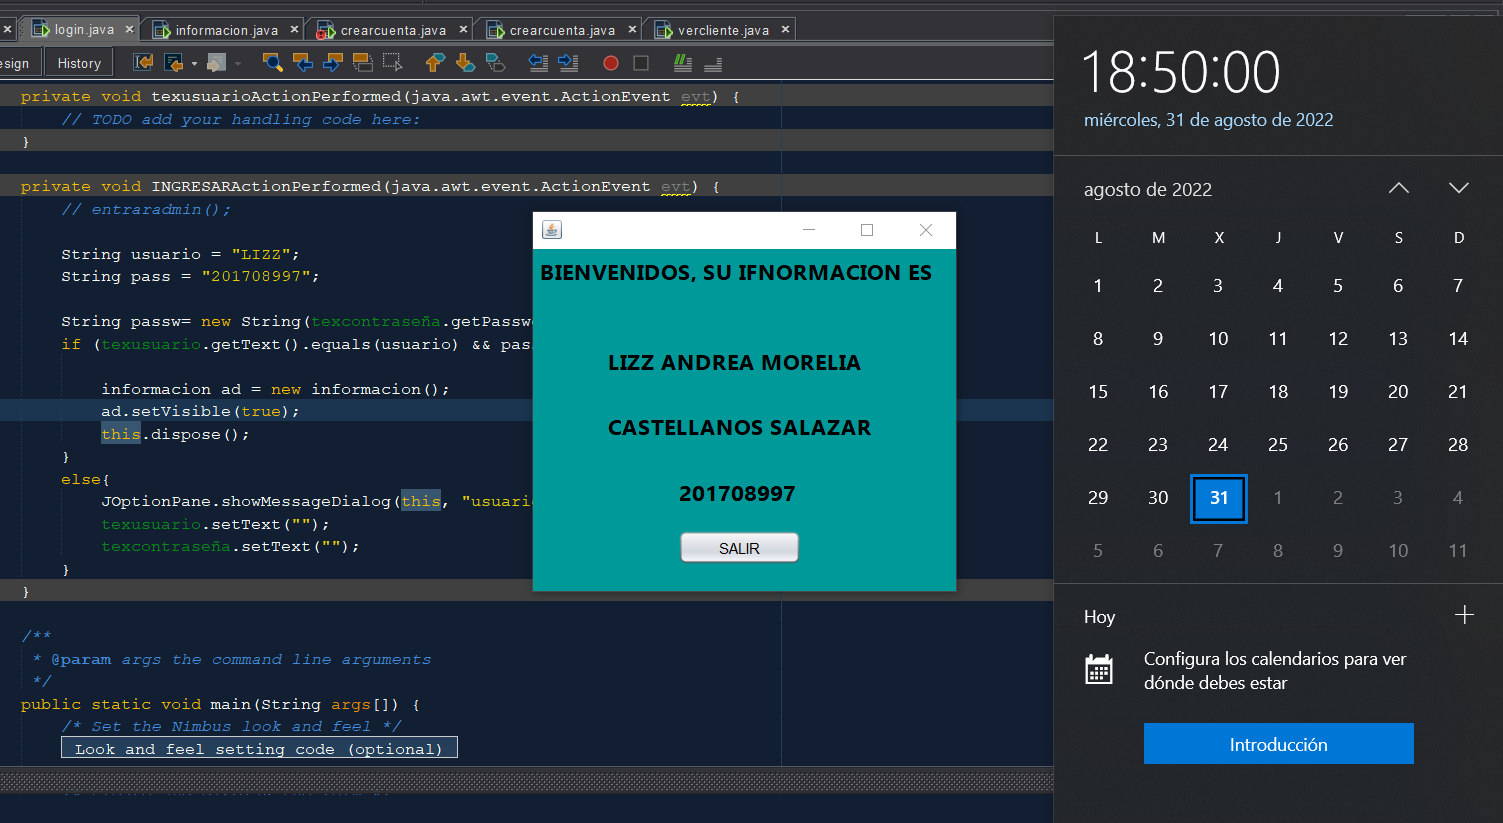 login.java
informacion.java
crearcuenta.java
crearcuenta.java
vercliente.java
esign
History
private void texusuarioActionPerformed(java.awt.event.ActionEvent evt) {
// TODO add your handling code here:
}
private void INGRESARActionPerformed(java.awt.event.ActionEvent evt) {
// entraradmin();
String usuario = "LIZZ";
String pass = "201708997";
String passw= new String(texcontraseña.getPassw
if (texusuario.getText().equals(usuario) && pas
informacion ad = new informacion();
ad.setVisible(true);
this.dispose();
}
else{
JOptionPane.showMessageDialog(this, "usuario
texusuario.setText("");
texcontraseña.setText("");
}
}
/**
* @param args the command line arguments
*/
public static void main(String args[]) {
/* Set the Nimbus look and feel */
Look and feel setting code (optional)
BIENVENIDOS, SU IFNORMACION ES
LIZZ ANDREA MORELIA
CASTELLANOS SALAZAR
201708997
SALIR
18:50:00
miércoles, 31 de agosto de 2022
agosto de 2022
L M X J V S D
1 2 3 4 5 6 7
8 9 10 11 12 13 14
15 16 17 18 19 20 21
22 23 24 25 26 27 28
29 30 31 1 2 3 4
5 6 7 8 9 10 11
Hoy
Configura los calendarios para ver
dónde debes estar
Introducción